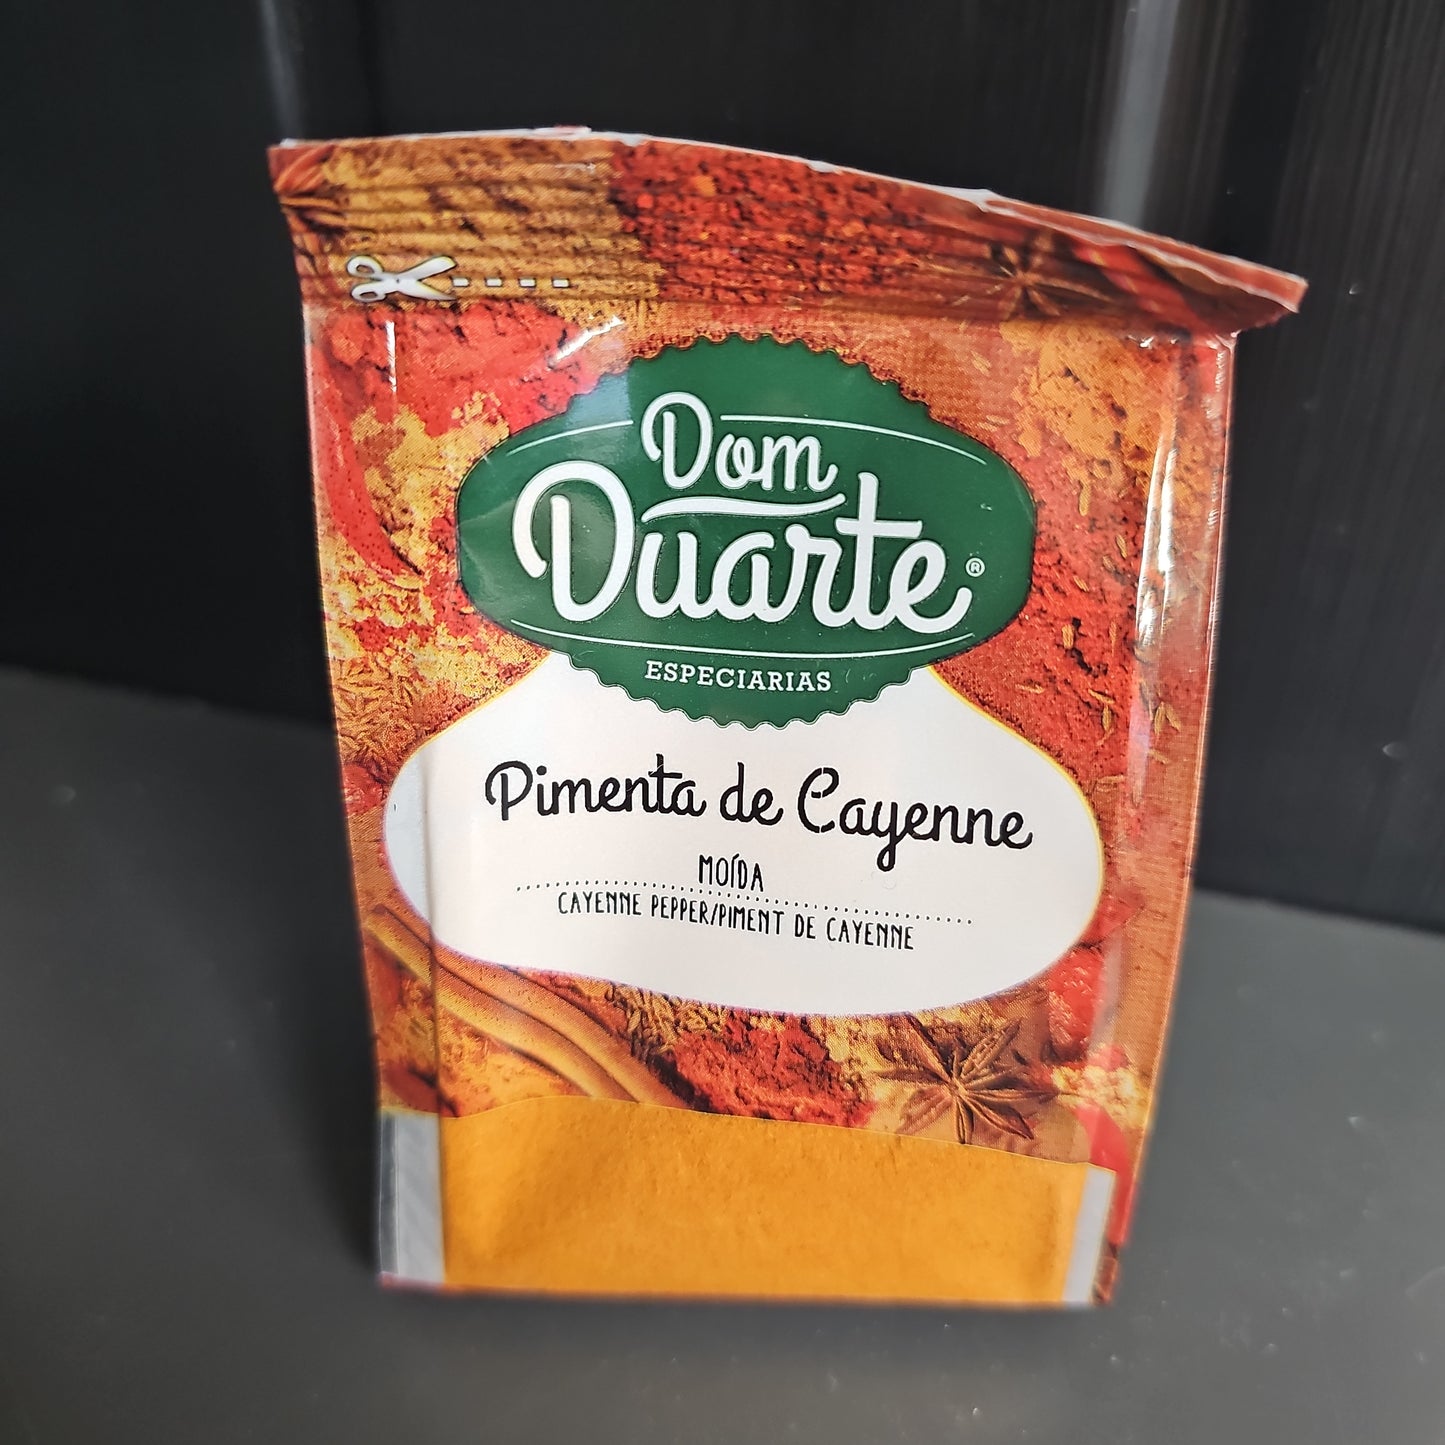 Dom
Duarte®
ESPECIARIAS
Pimenta de Cayenne
MOÍDA
CAYENNE PEPPER/PIMENT DE CAYENNE